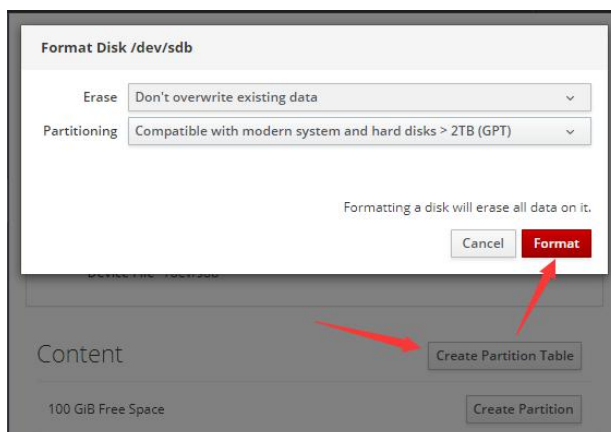 Format Disk /dev/sdb
Erase Don't overwrite existing data
Partitioning Compatible with modern system and hard disks > 2TB (GPT)
Formatting a disk will erase all data on it.
Cancel Format
Content Create Partition Table
100 GiB Free Space Create Partition